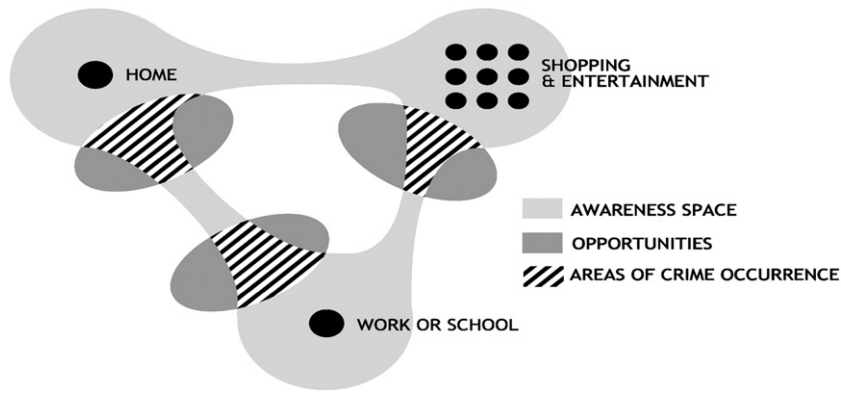 HOME
SHOPPING
& ENTERTAINMENT
AWARENESS SPACE
OPPORTUNITIES
AREAS OF CRIME OCCURRENCE
WORK OR SCHOOL